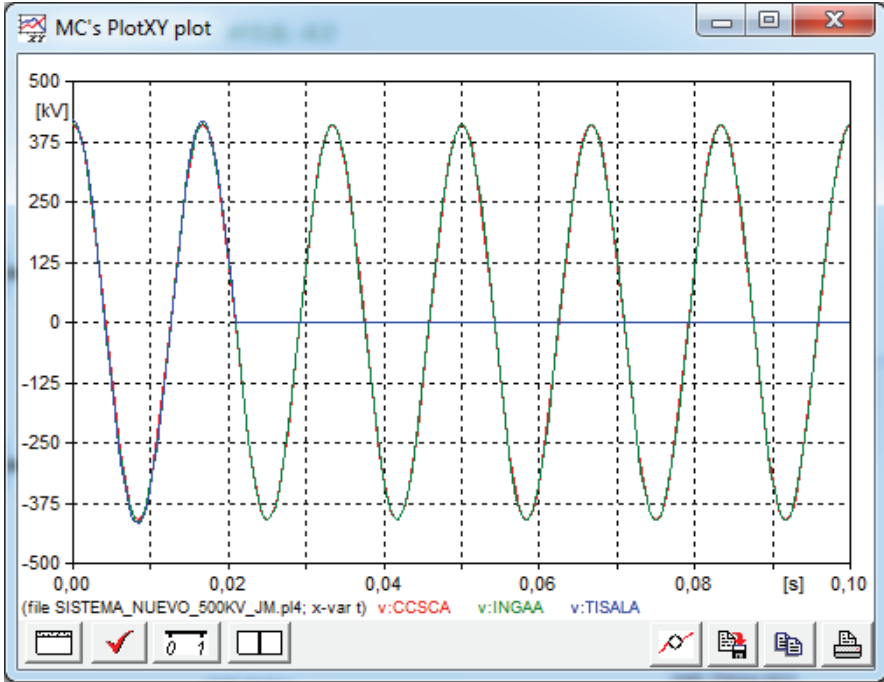 MC's PlotXY plot
500
[kV]
375
250
125
0
-125
-250
-375
-500
0,00 0,02 0,04 0,06 0,08 [s] 0,10
(file SISTEMA_NUEVO_500KV_JM.pl4; x-var t) v:CCSCA v:INGAA v:TISALA
0 1